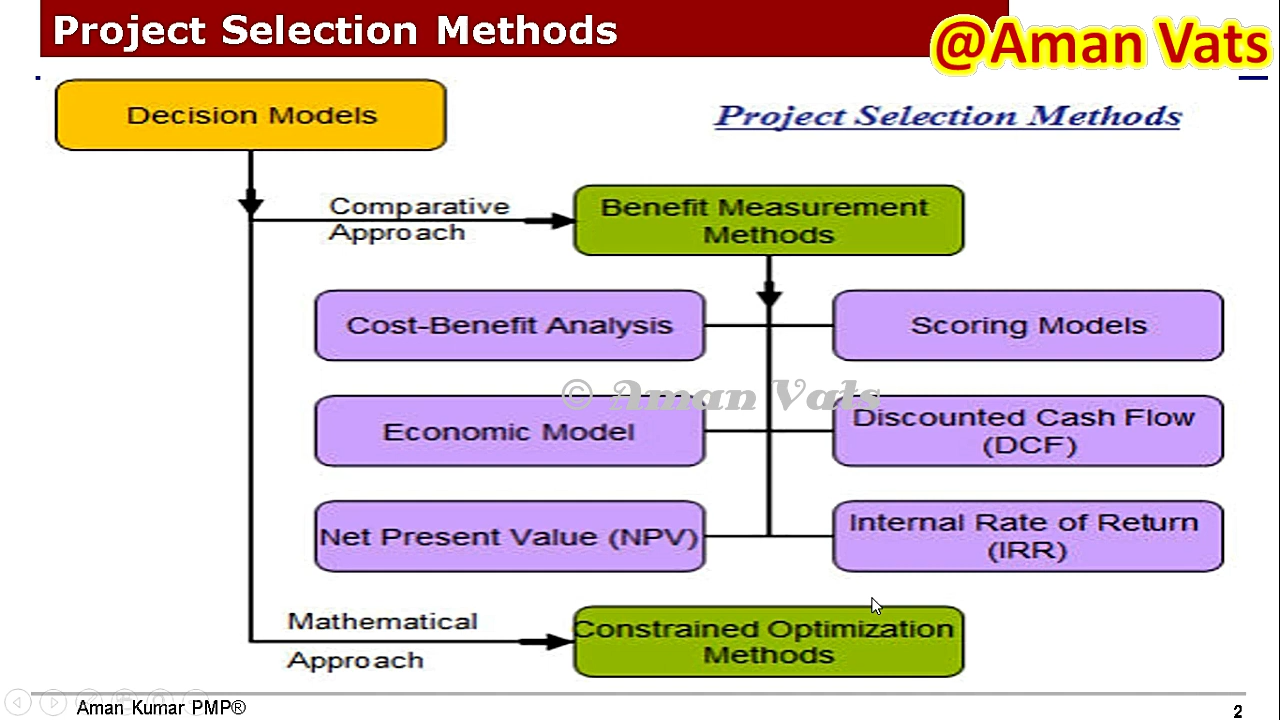 Project Selection Methods
@Aman Vats
Decision Models
Project Selection Methods
Comparative
Approach
Benefit Measurement
Methods
Cost-Benefit Analysis
Scoring Models
© Aman Vats
Economic Model
Discounted Cash Flow
(DCF)
Net Present Value (NPV)
Internal Rate of Return
(IRR)
Mathematical
Approach
Constrained Optimization
Methods
Aman Kumar PMP®
2